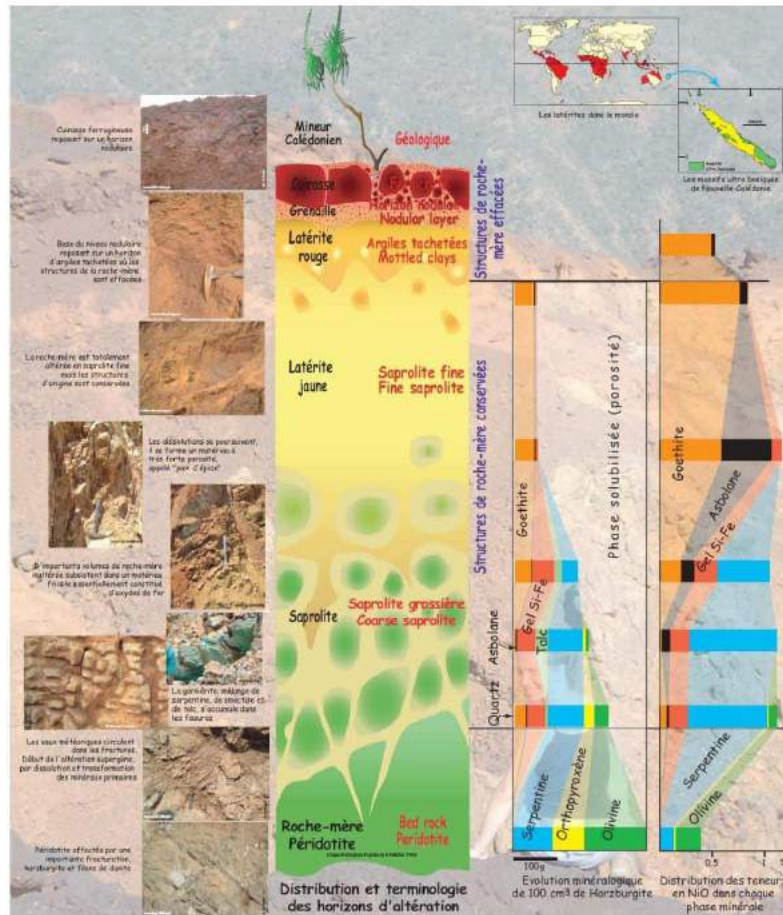 Les latérites dans le monde
Les massifs ultra basiques
de Nouvelle-Calédonie
Mineur
Calédonien
Géologique
Cuirasse ferrugineuse
reposant sur un horizon
nodulaire
Cuirasse
Grenaille
Horizon nodulaire
Nodular layer
Structures de roche-
mère effacées
Base du niveau nodulaire
reposant sur un horizon
d'argiles tachetées où les
structures de la roche-mère
sont effacées
Latérite
rouge
Argiles tachetées
Mottled clays
La roche-mère est totalement
altérée en saprolite fine
mais les structures
d'origine sont conservées
Latérite
jaune
Saprolite fine
Fine saprolite
Structures de roche-mère conservées
Les dissolutions se poursuivent,
il se forme un matériau à
très forte porosité,
appelé "pain d'épice"
D'importants volumes de roche-mère
inaltérée subsistent dans un matériau
friable essentiellement constitué
d'oxydes de fer
Saprolite
Saprolite grossière
Coarse saprolite
La garniérite, mélange de
serpentine, de smectite et
de talc, s'accumule dans
les fissures
Les eaux météoriques circulent
dans les fractures.
Début de l'altération supergène,
par dissolution et transformation
des minéraux primaires
Péridotite affectée par une
importante fracturation,
harzburgite et filons de dunite
Roche-mère
Péridotite
Bed rock
Peridotite
Distribution et terminologie
des horizons d'altération
Goethite
Phase solubilisée (porosité)
Gel Si-Fe
Asbolane
Talc
Quartz
Serpentine
Orthopyroxène
Olivine
100g
Evolution minéralogique
de 100 cm³ de Harzburgite
Goethite
Asbolane
Gel Si-Fe
Serpentine
Olivine
0.5
1
Distribution des teneur
en NiO dans chaque
phase minérale